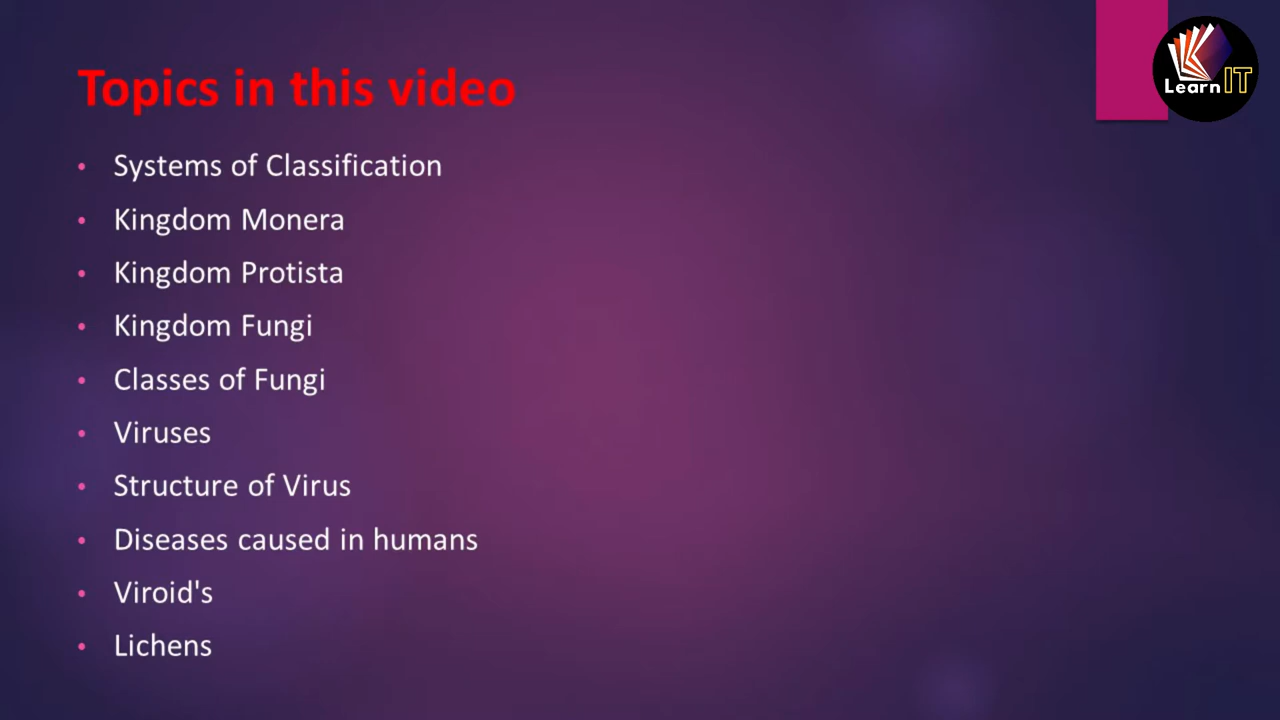 Topics in this video
• Systems of Classification
• Kingdom Monera
• Kingdom Protista
• Kingdom Fungi
• Classes of Fungi
• Viruses
• Structure of Virus
• Diseases caused in humans
• Viroid's
• Lichens
Learn IT